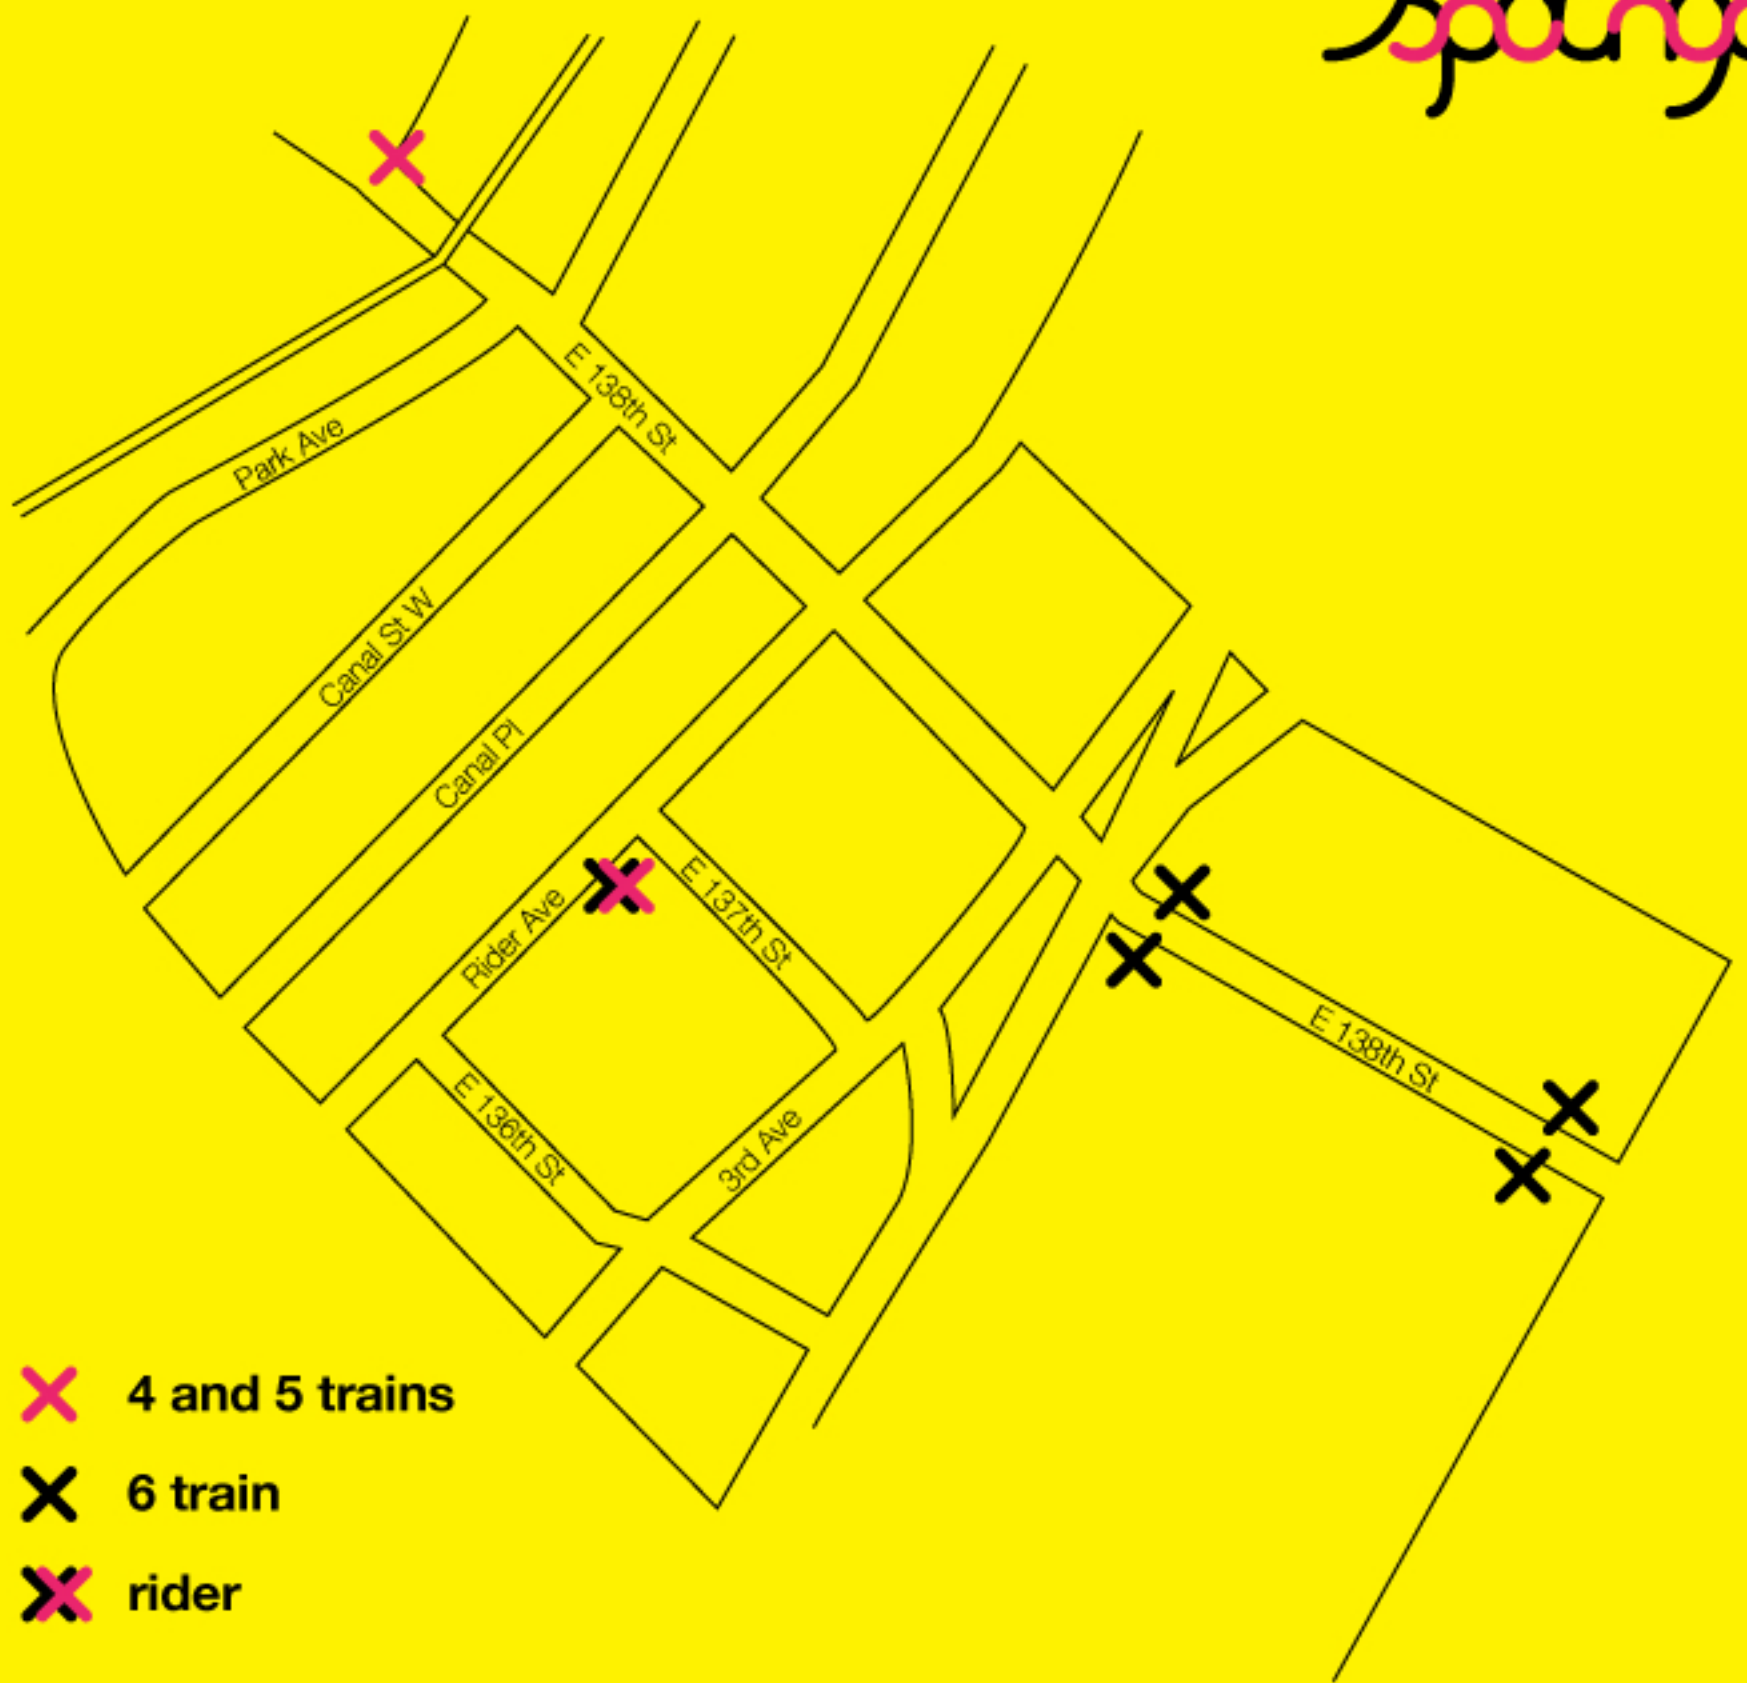 E 138th St
Park Ave
Canal St W
Canal Pl
E 137th St
Rider Ave
E 138th St
E 136th St
3rd Ave
4 and 5 trains
6 train
rider